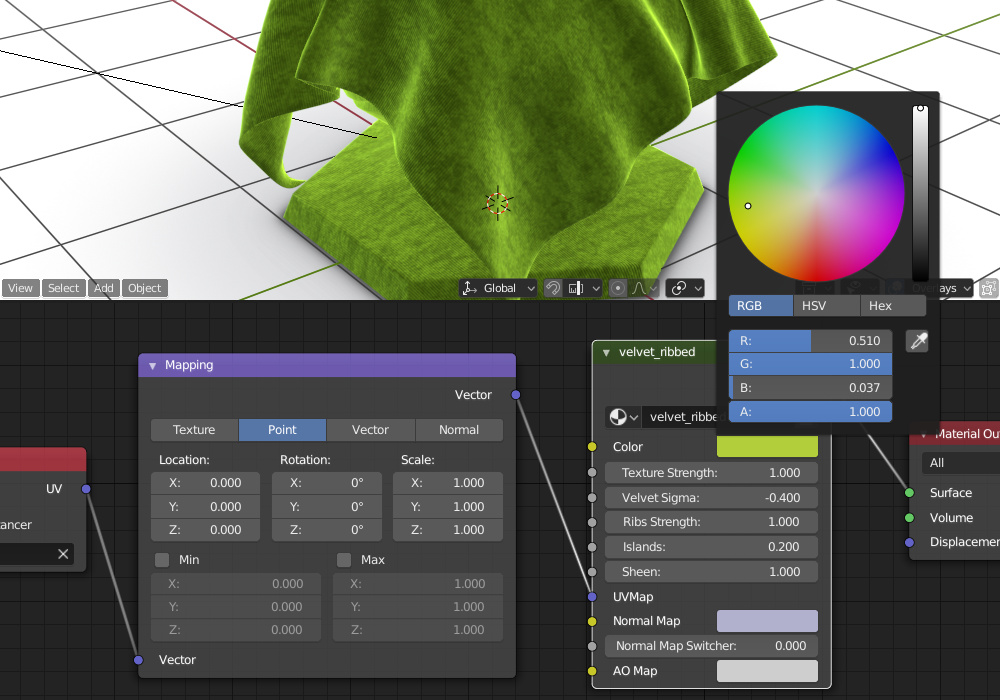 View Select Add Object Global
RGB HSV Hex
R: 0.510
G: 1.000
B: 0.037
A: 1.000
UV
Mapping
Vector
Texture Point Vector Normal
Location: Rotation: Scale:
X: 0.000 X: 0° X: 1.000
Y: 0.000 Y: 0° Y: 1.000
Z: 0.000 Z: 0° Z: 1.000
Min Max
X: 0.000 X: 1.000
Y: 0.000 Y: 1.000
Z: 0.000 Z: 1.000
Vector
velvet_ribbed
velvet_ribbed
Color
Texture Strength: 1.000
Velvet Sigma: -0.400
Ribs Strength: 1.000
Islands: 0.200
Sheen: 1.000
UVMap
Normal Map
Normal Map Switcher: 0.000
AO Map
Material Ou
All
Surface
Volume
Displacemen